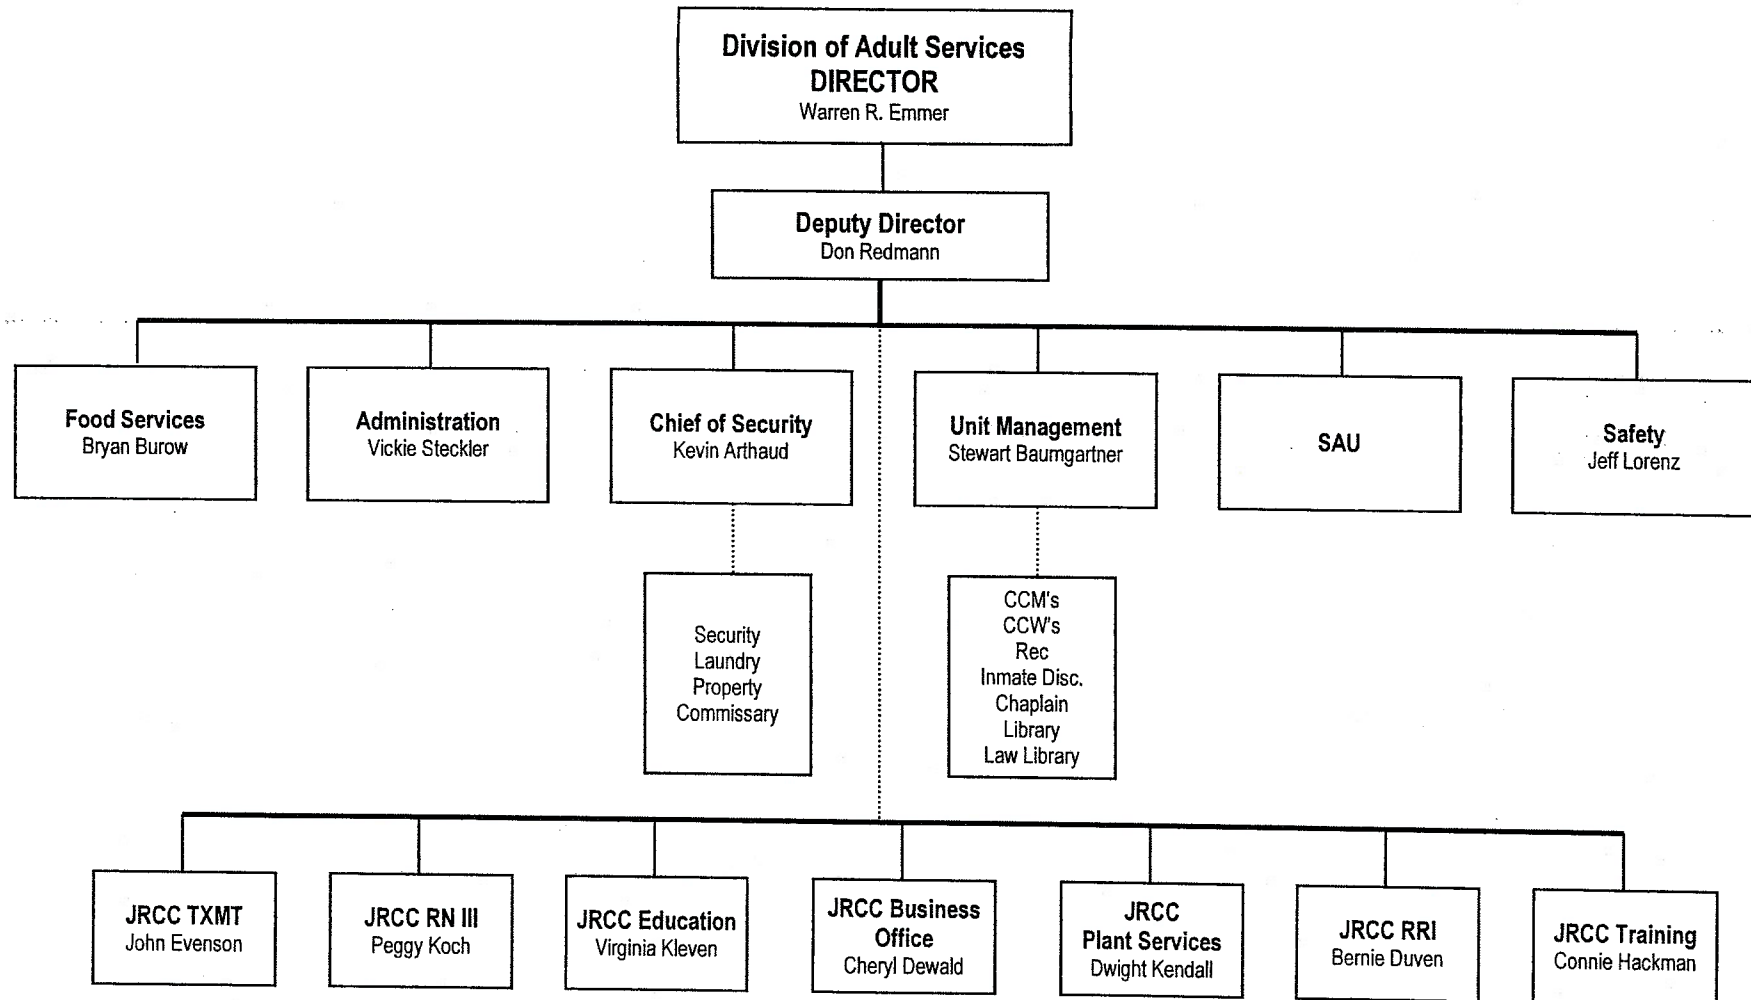 Division of Adult Services
DIRECTOR
Warren R. Emmer
Deputy Director
Don Redmann
Food Services
Bryan Burow
Administration
Vickie Steckler
Chief of Security
Kevin Arthaud
Unit Management
Stewart Baumgartner
SAU
Safety
Jeff Lorenz
Security
Laundry
Property
Commissary
CCM's
CCW's
Rec
Inmate Disc.
Chaplain
Library
Law Library
JRCC TXMT
John Evenson
JRCC RN III
Peggy Koch
JRCC Education
Virginia Kleven
JRCC Business
Office
Cheryl Dewald
JRCC
Plant Services
Dwight Kendall
JRCC RRI
Bernie Duven
JRCC Training
Connie Hackman